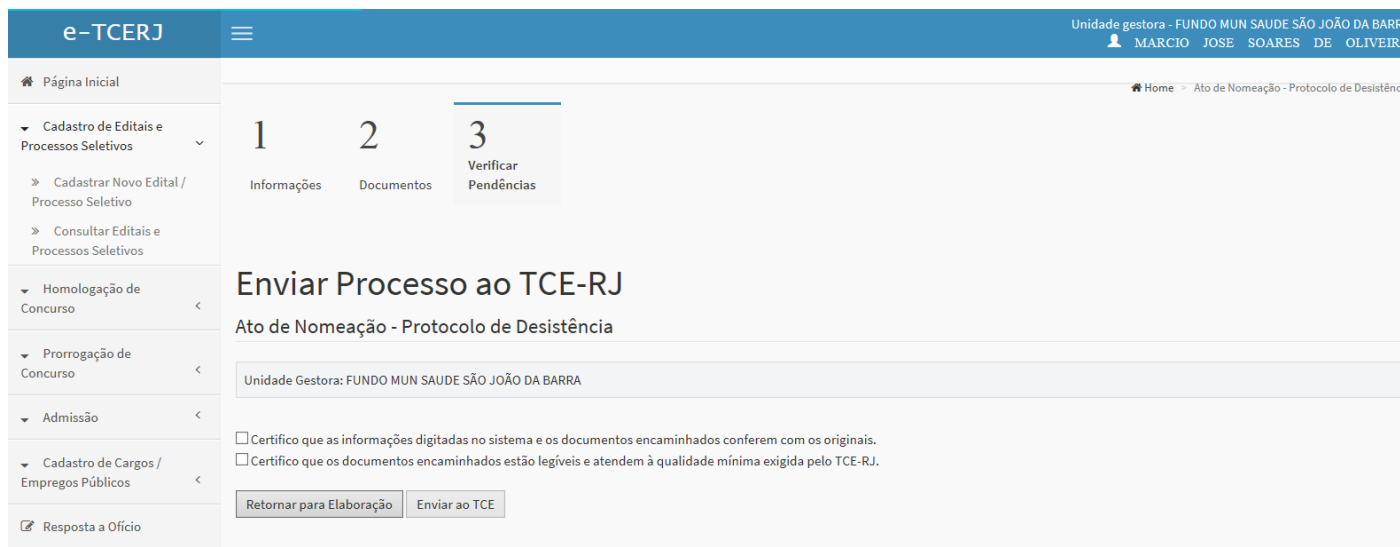 e-TCERJ
Unidade gestora - FUNDO MUN SAUDE SÃO JOÃO DA BARR
MARCIO JOSE SOARES DE OLIVEIR
Home > Ato de Nomeação - Protocolo de Desistênc
Página Inicial
Cadastro de Editais e
Processos Seletivos
» Cadastrar Novo Edital /
Processo Seletivo
» Consultar Editais e
Processos Seletivos
Homologação de
Concurso
Prorrogação de
Concurso
Admissão
Cadastro de Cargos /
Empregos Públicos
Resposta a Ofício
1
Informações
2
Documentos
3
Verificar
Pendências
Enviar Processo ao TCE-RJ
Ato de Nomeação - Protocolo de Desistência
Unidade Gestora: FUNDO MUN SAUDE SÃO JOÃO DA BARRA
Certifico que as informações digitadas no sistema e os documentos encaminhados conferem com os originais.
Certifico que os documentos encaminhados estão legíveis e atendem à qualidade mínima exigida pelo TCE-RJ.
Retornar para Elaboração
Enviar ao TCE